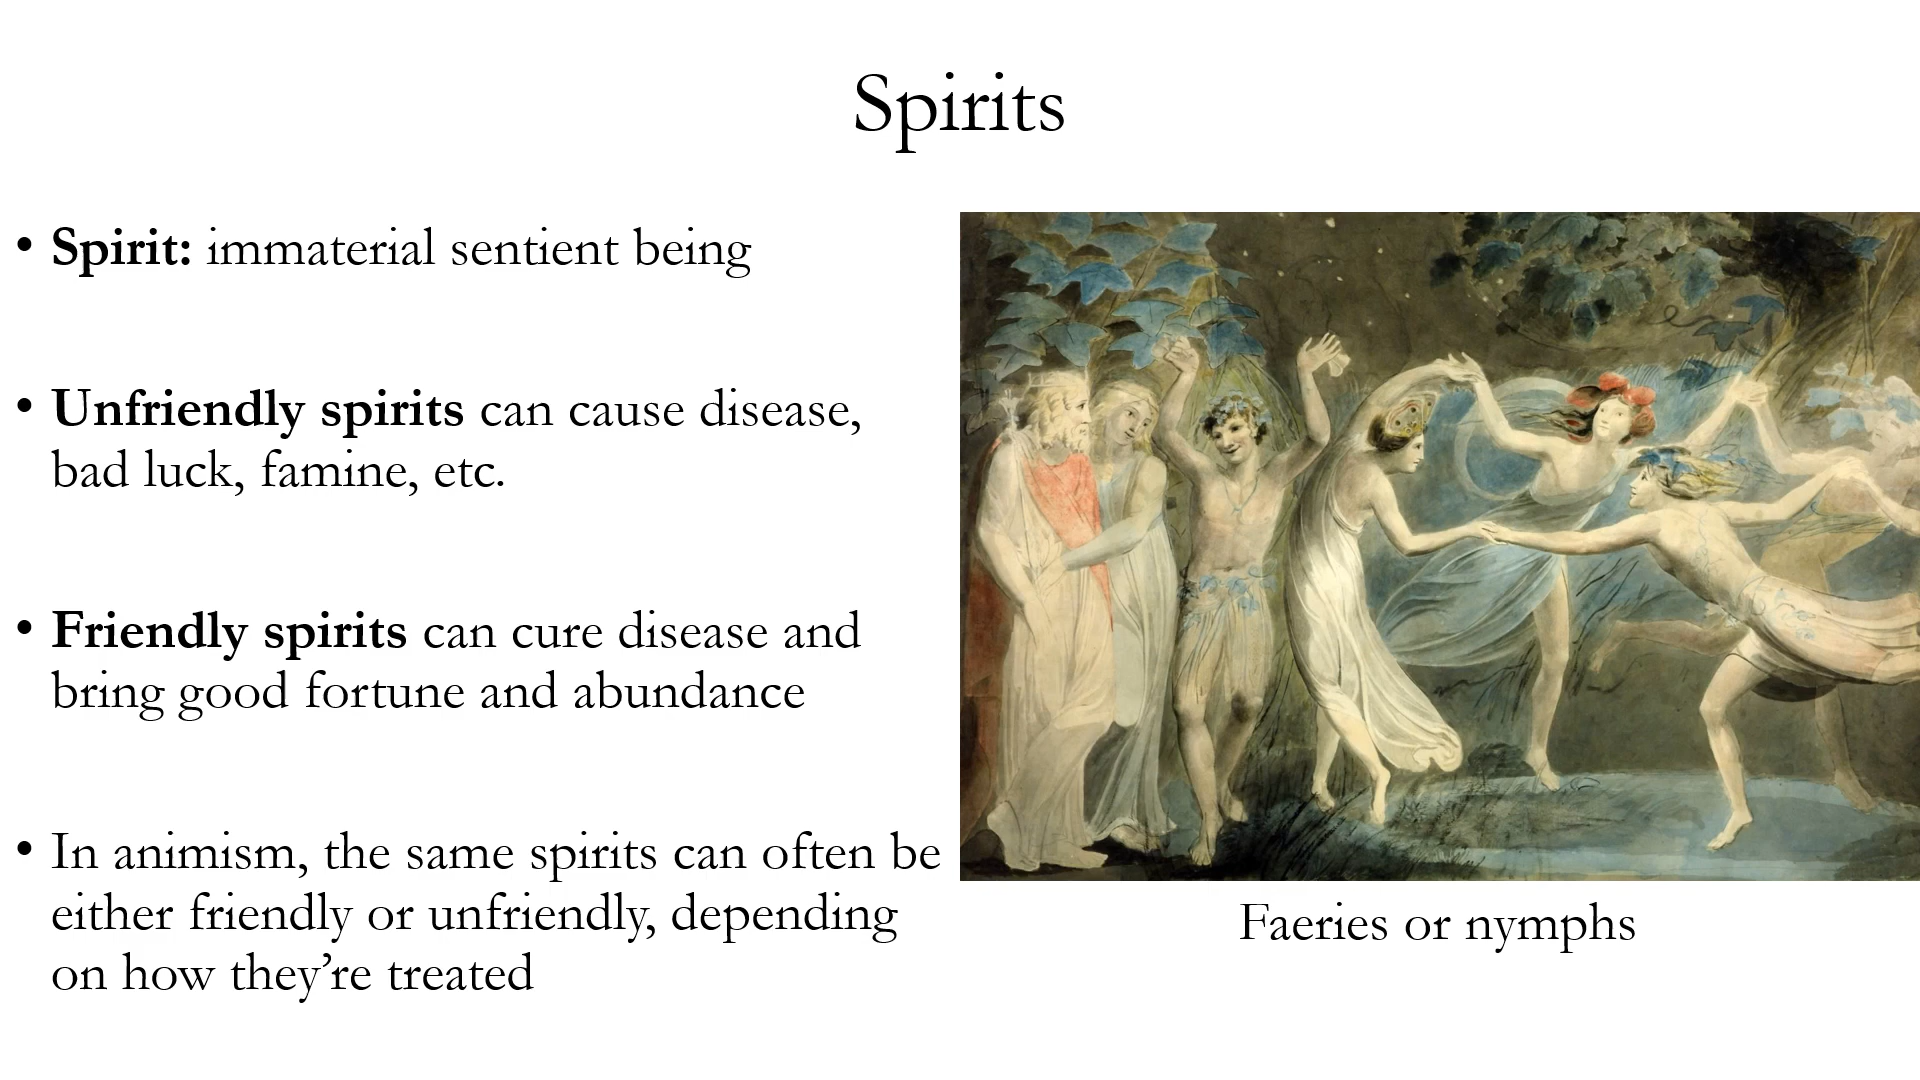 Spirits
• Spirit: immaterial sentient being
• Unfriendly spirits can cause disease,
bad luck, famine, etc.
• Friendly spirits can cure disease and
bring good fortune and abundance
• In animism, the same spirits can often be
either friendly or unfriendly, depending
on how they’re treated
Faeries or nymphs